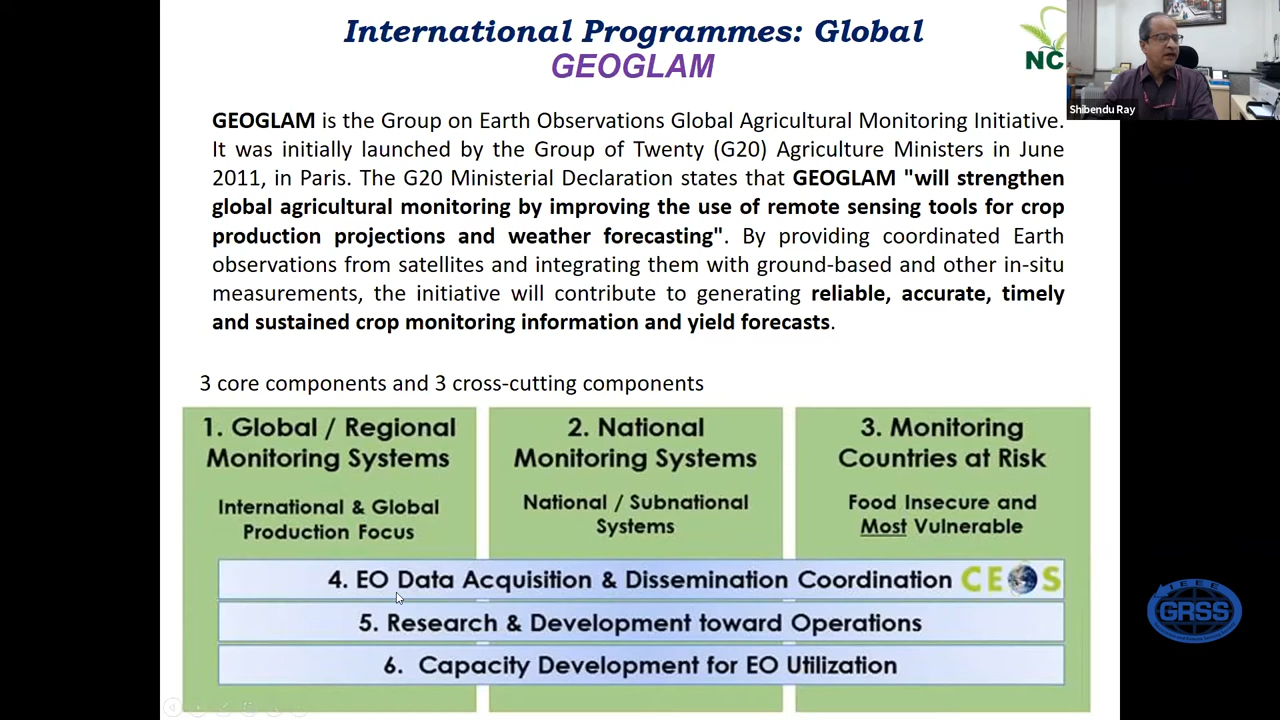 International Programmes: Global
GEOGLAM
NC
Shibendu Ray
GEOGLAM is the Group on Earth Observations Global Agricultural Monitoring Initiative.
It was initially launched by the Group of Twenty (G20) Agriculture Ministers in June
2011, in Paris. The G20 Ministerial Declaration states that GEOGLAM "will strengthen
global agricultural monitoring by improving the use of remote sensing tools for crop
production projections and weather forecasting". By providing coordinated Earth
observations from satellites and integrating them with ground-based and other in-situ
measurements, the initiative will contribute to generating reliable, accurate, timely
and sustained crop monitoring information and yield forecasts.
3 core components and 3 cross-cutting components
1. Global / Regional
Monitoring Systems
International & Global
Production Focus
2. National
Monitoring Systems
National / Subnational
Systems
3. Monitoring
Countries at Risk
Food Insecure and
Most Vulnerable
4. EO Data Acquisition & Dissemination Coordination CEOS
5. Research & Development toward Operations
6. Capacity Development for EO Utilization
IEEE
GRSS